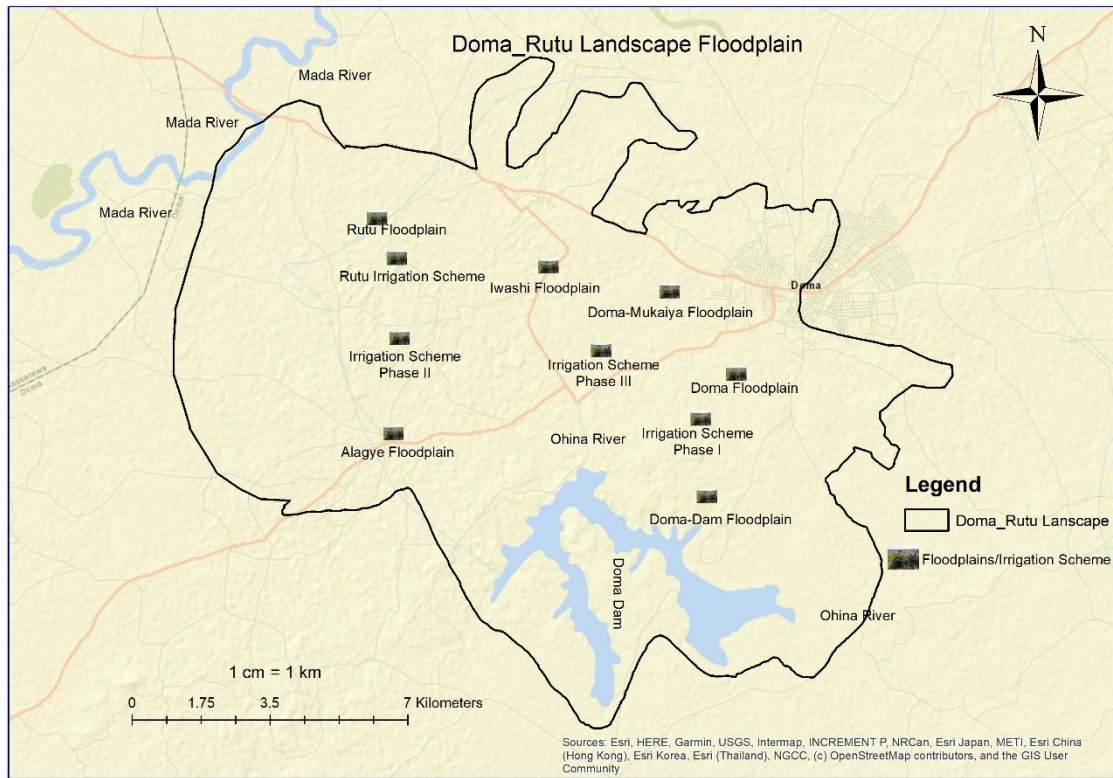 Doma_Rutu Landscape Floodplain
N
Mada River
Mada River
Mada River
Doma
Rutu Floodplain
Rutu Irrigation Scheme
Iwashi Floodplain
Doma
Doma-Mukaiya Floodplain
Irrigation Scheme
Phase II
Irrigation Scheme
Phase III
Doma Floodplain
Doma
Alagye Floodplain
Ohina River
Irrigation Scheme
Phase I
Doma-Dam Floodplain
Doma Dam
Ohina River
Legend
Doma_Rutu Lanscape
Floodplains/Irrigation Scheme
1 cm = 1 km
0 1.75 3.5 7 Kilometers
Sources: Esri, HERE, Garmin, USGS, Intermap, INCREMENT P, NRCan, Esri Japan, METI, Esri China
(Hong Kong), Esri Korea, Esri (Thailand), NGCC, (c) OpenStreetMap contributors, and the GIS User
Community